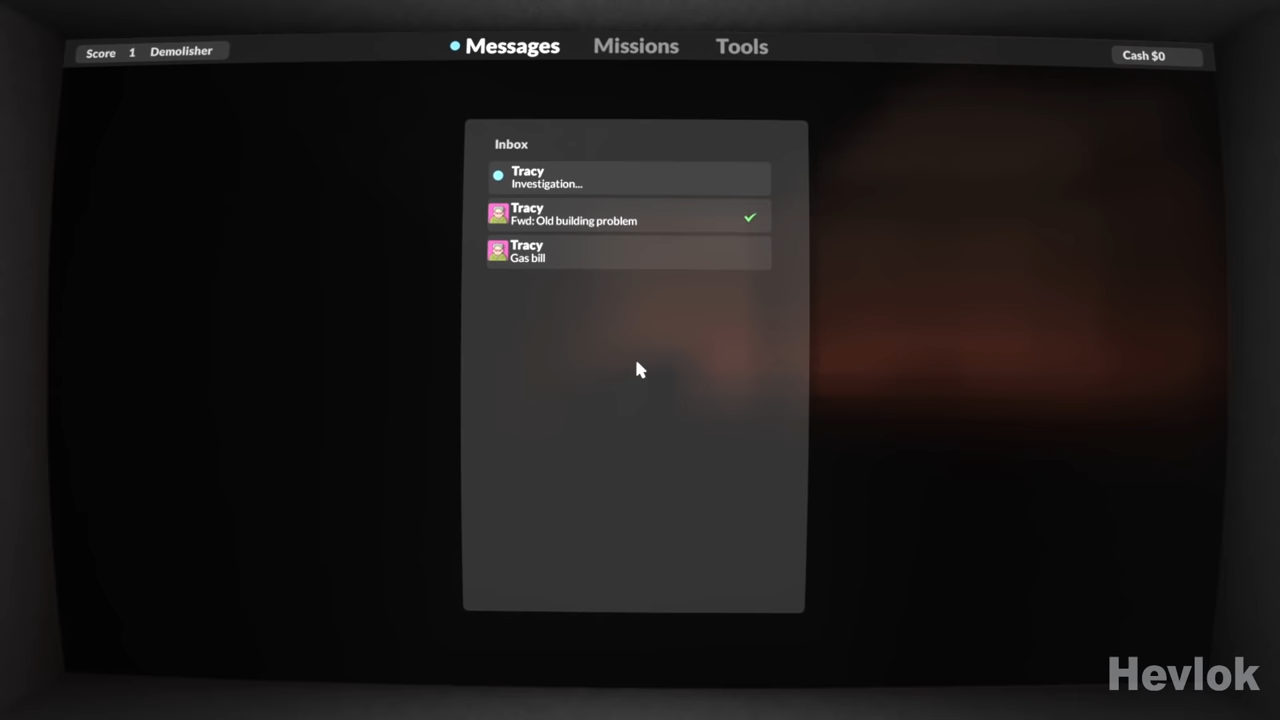 Score 1 Demolisher
Messages Missions Tools
Cash $0
Inbox
Tracy
Investigation...
Tracy
Fwd: Old building problem
Tracy
Gas bill
Hevlok